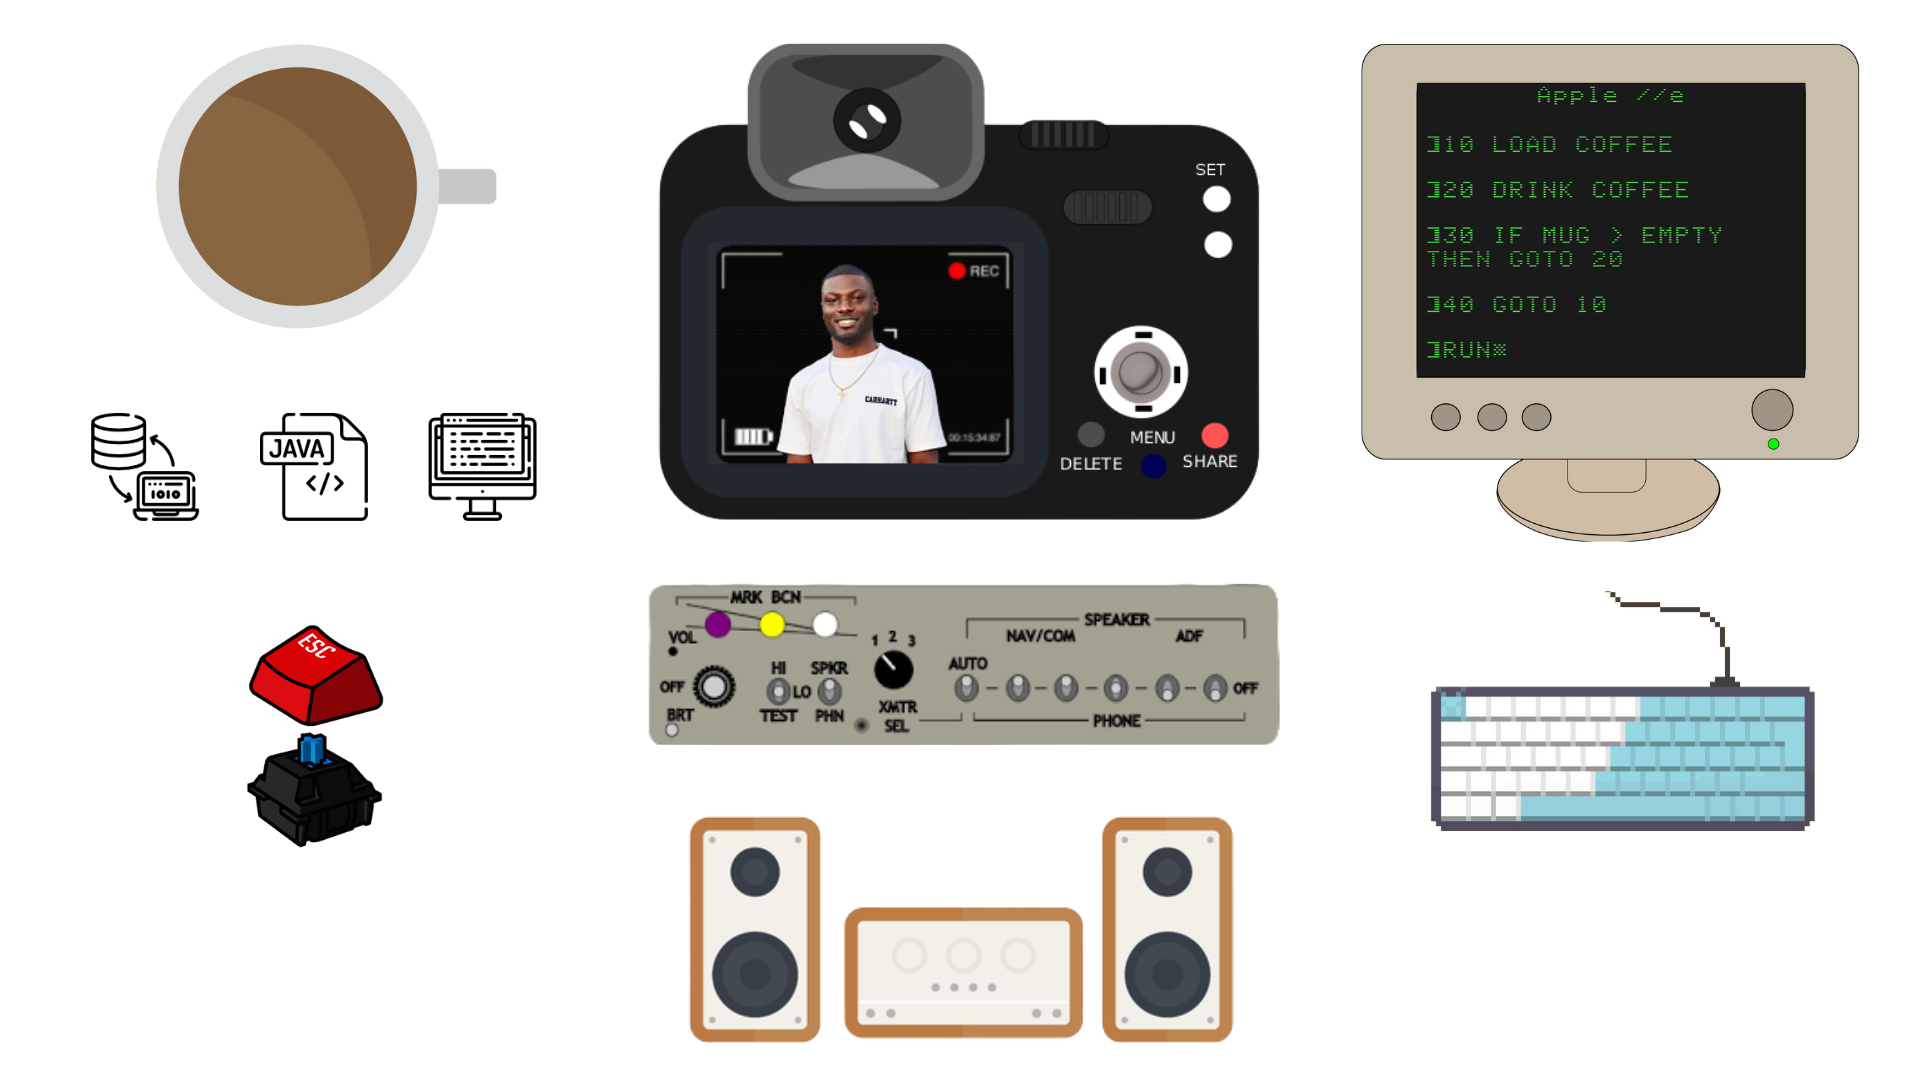 SET
REC
CARHARTT
00:15:34:67
MENU
DELETE
SHARE
Apple //e
]10 LOAD COFFEE
]20 DRINK COFFEE
]30 IF MUG > EMPTY
THEN GOTO 20
]40 GOTO 10
]RUN
JAVA
</>
1010
ESC
MRK BCN
VOL
OFF
BRT
HI
LO
TEST
SPKR
PHN
1 2 3
XMTR
SEL
SPEAKER
NAV/COM
ADF
AUTO
OFF
PHONE